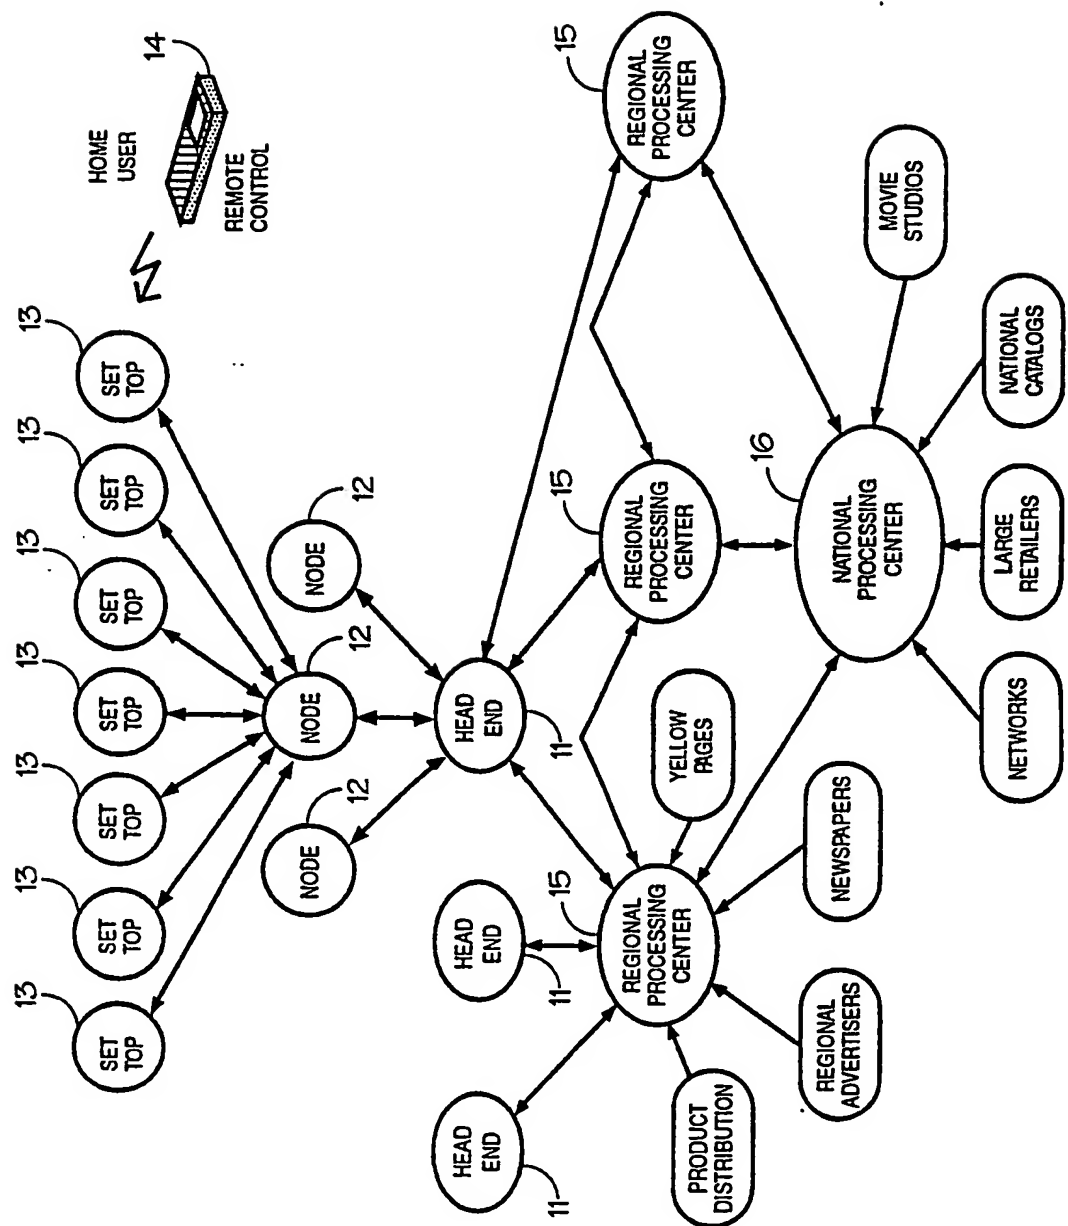 HOME
USER
14
REMOTE
CONTROL
13
SET
TOP
13
SET
TOP
13
SET
TOP
13
SET
TOP
13
SET
TOP
13
SET
TOP
13
SET
TOP
NODE
12
NODE
12
NODE
12
HEAD
END
11
HEAD
END
11
HEAD
END
11
15
REGIONAL
PROCESSING
CENTER
15
REGIONAL
PROCESSING
CENTER
15
REGIONAL
PROCESSING
CENTER
YELLOW
PAGES
NEWSPAPERS
REGIONAL
ADVERTISERS
PRODUCT
DISTRIBUTION
16
NATIONAL
PROCESSING
CENTER
MOVIE
STUDIOS
NATIONAL
CATALOGS
LARGE
RETAILERS
NETWORKS